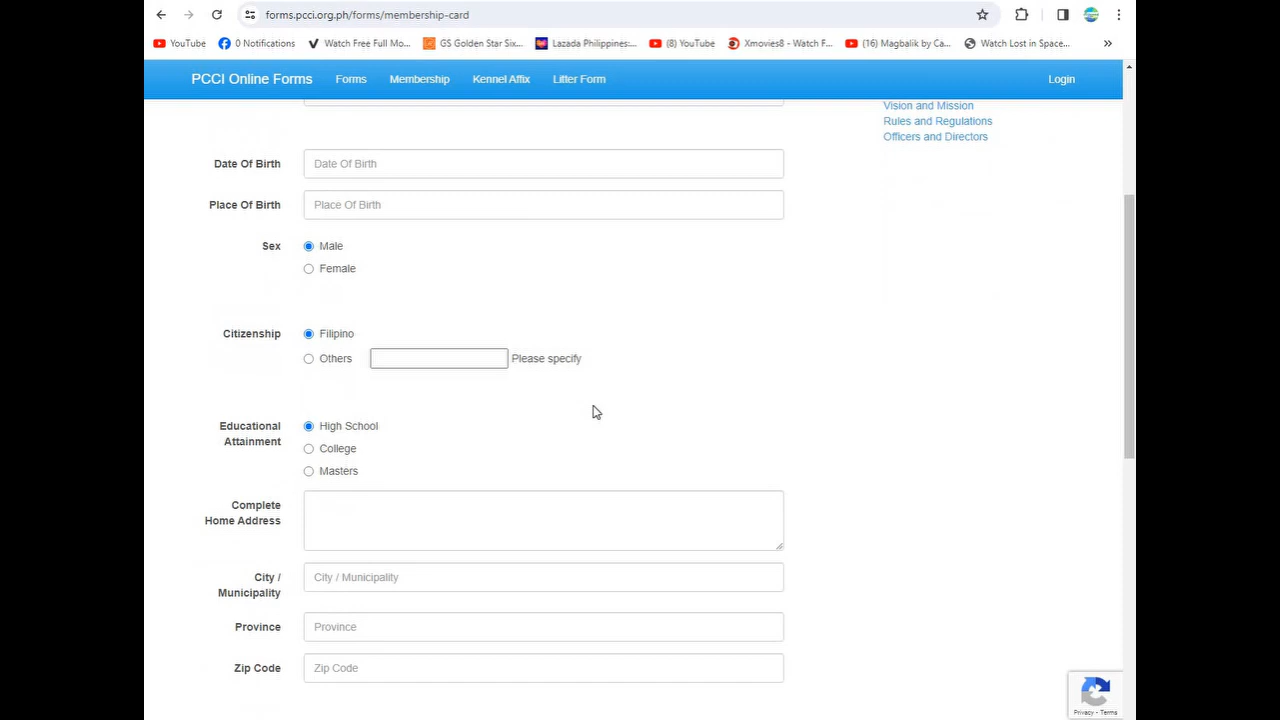 forms.pcci.org.ph/forms/membership-card
YouTube 0 Notifications Watch Free Full Mo... GS Golden Star Six... Lazada Philippines:... (8) YouTube Xmovies8 - Watch F... (16) Magbalik by Ca... Watch Lost in Space... »
PCCI Online Forms Forms Membership Kennel Affix Litter Form Login
Vision and Mission
Rules and Regulations
Officers and Directors
Date Of Birth Date Of Birth
Place Of Birth Place Of Birth
Sex Male
Female
Citizenship Filipino
Others Please specify
Educational
Attainment
High School
College
Masters
Complete
Home Address
City /
Municipality
City / Municipality
Province Province
Zip Code Zip Code
Privacy - Terms